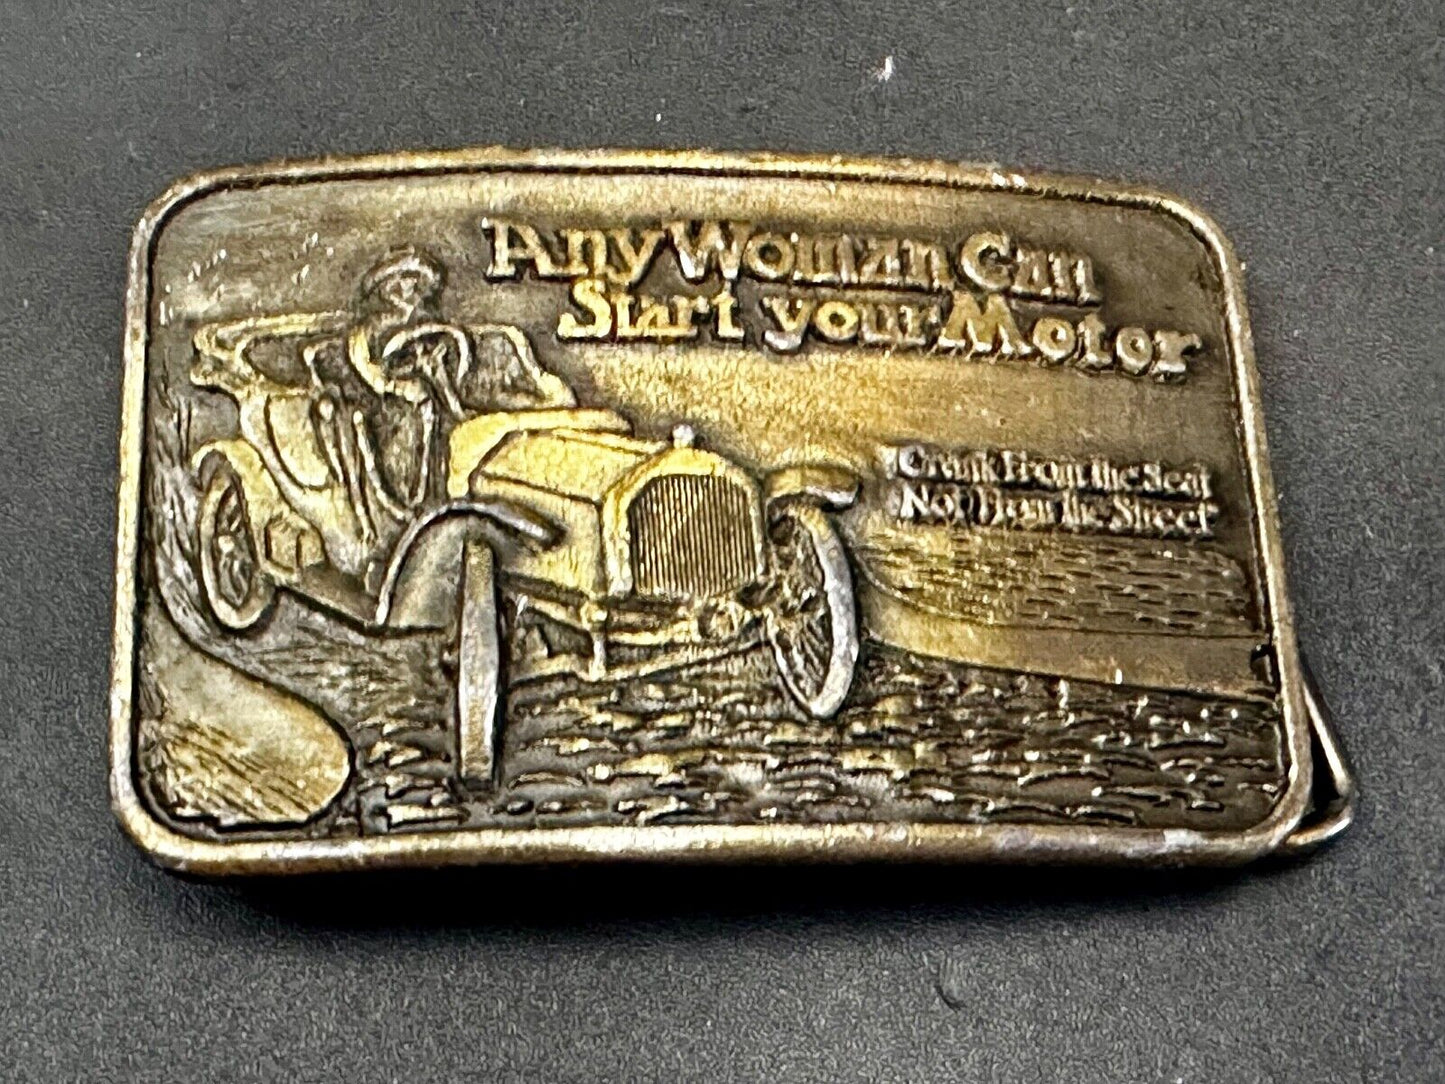 Any Woman Can
Start your Motor
Crank From the Seat
Not From the Street